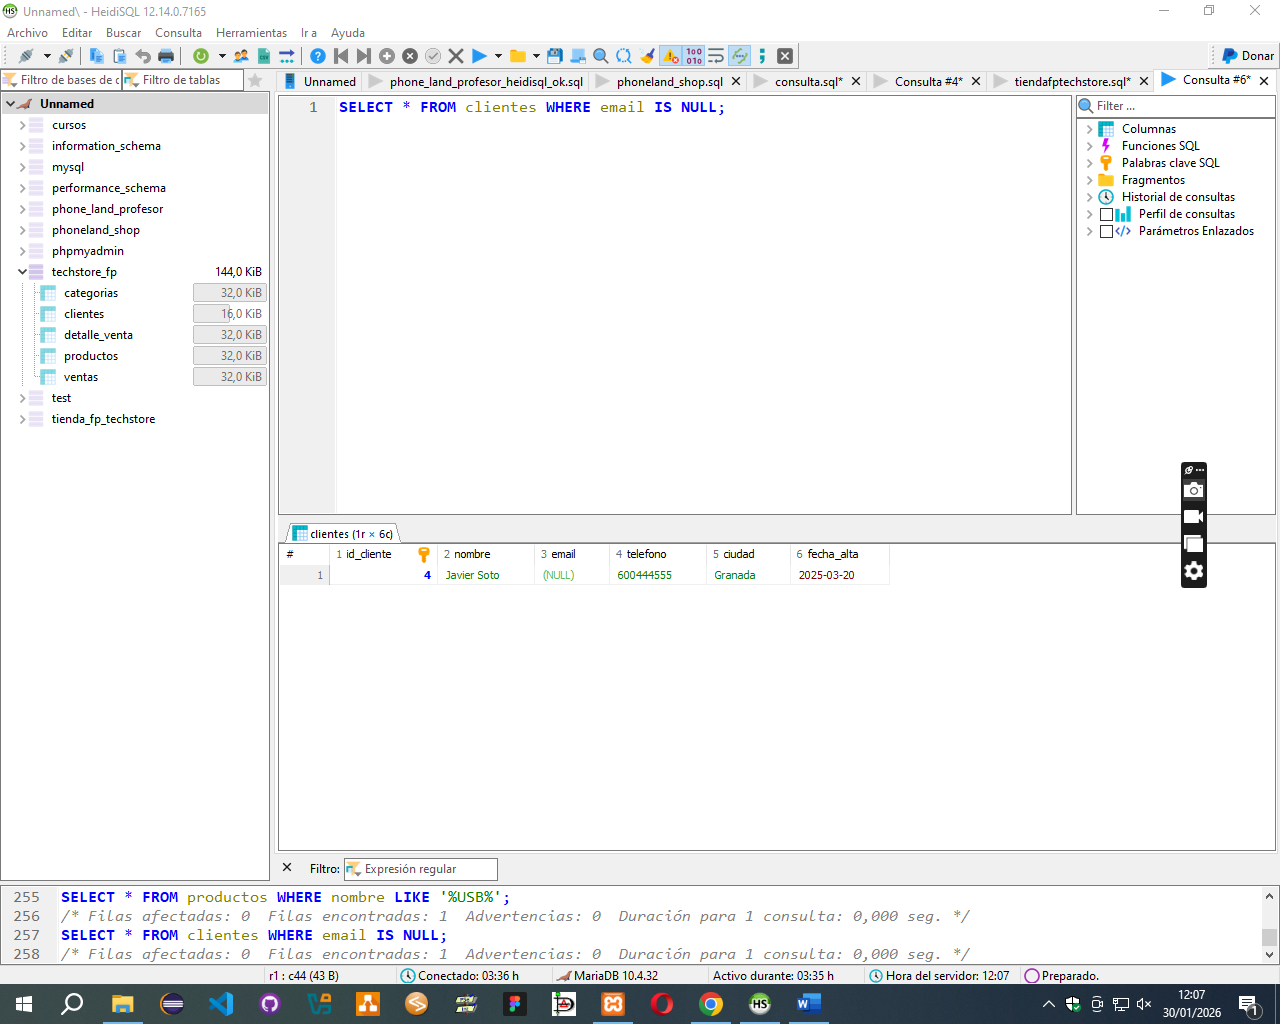 Unnamed\ - HeidiSQL 12.14.0.7165
Archivo Editar Buscar Consulta Herramientas Ir a Ayuda
Donar
Filtro de bases de d Filtro de tablas
Unnamed phone_land_profesor_heidisql_ok.sql phoneland_shop.sql consulta.sql* Consulta #4* tiendafptechstore.sql* Consulta #6*
Unnamed
cursos
information_schema
mysql
performance_schema
phone_land_profesor
phoneland_shop
phpmyadmin
techstore_fp 144,0 KiB
categorias 32,0 KiB
clientes 16,0 KiB
detalle_venta 32,0 KiB
productos 32,0 KiB
ventas 32,0 KiB
test
tienda_fp_techstore
1 SELECT * FROM clientes WHERE email IS NULL;
Filter ...
Columnas
Funciones SQL
Palabras clave SQL
Fragmentos
Historial de consultas
Perfil de consultas
Parámetros Enlazados
clientes (1r × 6c)
# 1 id_cliente 2 nombre 3 email 4 telefono 5 ciudad 6 fecha_alta
1 4 Javier Soto (NULL) 600444555 Granada 2025-03-20
Filtro: Expresión regular
255 SELECT * FROM productos WHERE nombre LIKE '%USB%';
256 /* Filas afectadas: 0 Filas encontradas: 1 Advertencias: 0 Duración para 1 consulta: 0,000 seg. */
257 SELECT * FROM clientes WHERE email IS NULL;
258 /* Filas afectadas: 0 Filas encontradas: 1 Advertencias: 0 Duración para 1 consulta: 0,000 seg. */
r1 : c44 (43 B) Conectado: 03:36 h MariaDB 10.4.32 Activo durante: 03:35 h Hora del servidor: 12:07 Preparado.
12:07
30/01/2026
1